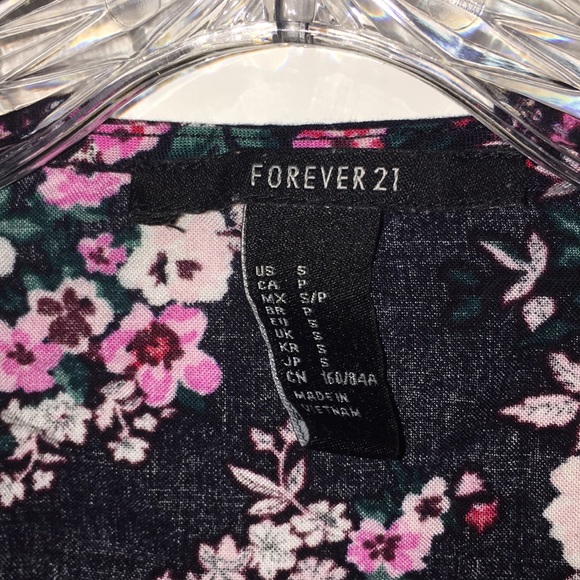 FOREVER 21
US S
CA P
MX S/P
BR P
EU S
UK S
KR S
JP S
CN 160/84A
MADE IN
VIETNAM